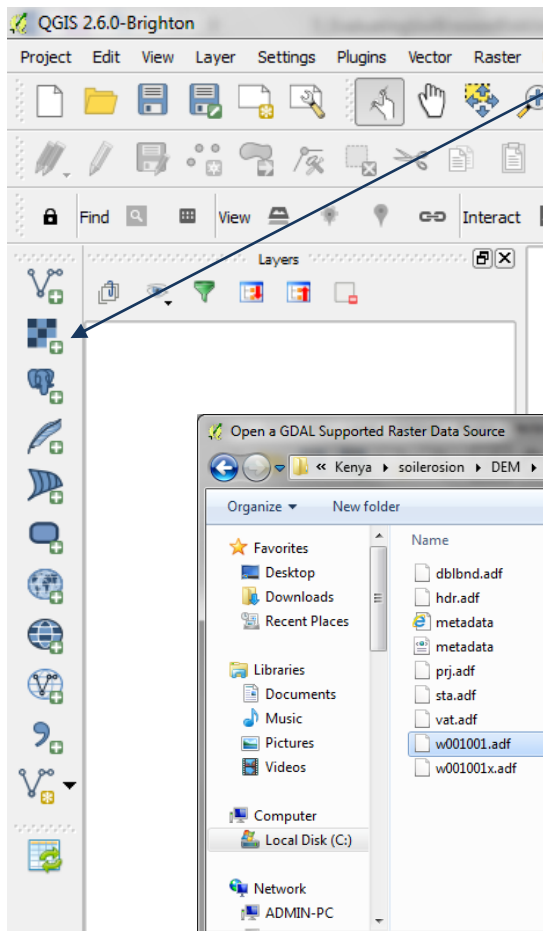 QGIS 2.6.0-Brighton
Project Edit View Layer Settings Plugins Vector Raster
Find View Interact
Layers
Open a GDAL Supported Raster Data Source
« Kenya ▸ soilerosion ▸ DEM ▸
Organize ▾ New folder
Favorites
Desktop
Downloads
Recent Places
Libraries
Documents
Music
Pictures
Videos
Computer
Local Disk (C:)
Network
ADMIN-PC
Name
dblbnd.adf
hdr.adf
metadata
metadata
prj.adf
sta.adf
vat.adf
w001001.adf
w001001x.adf